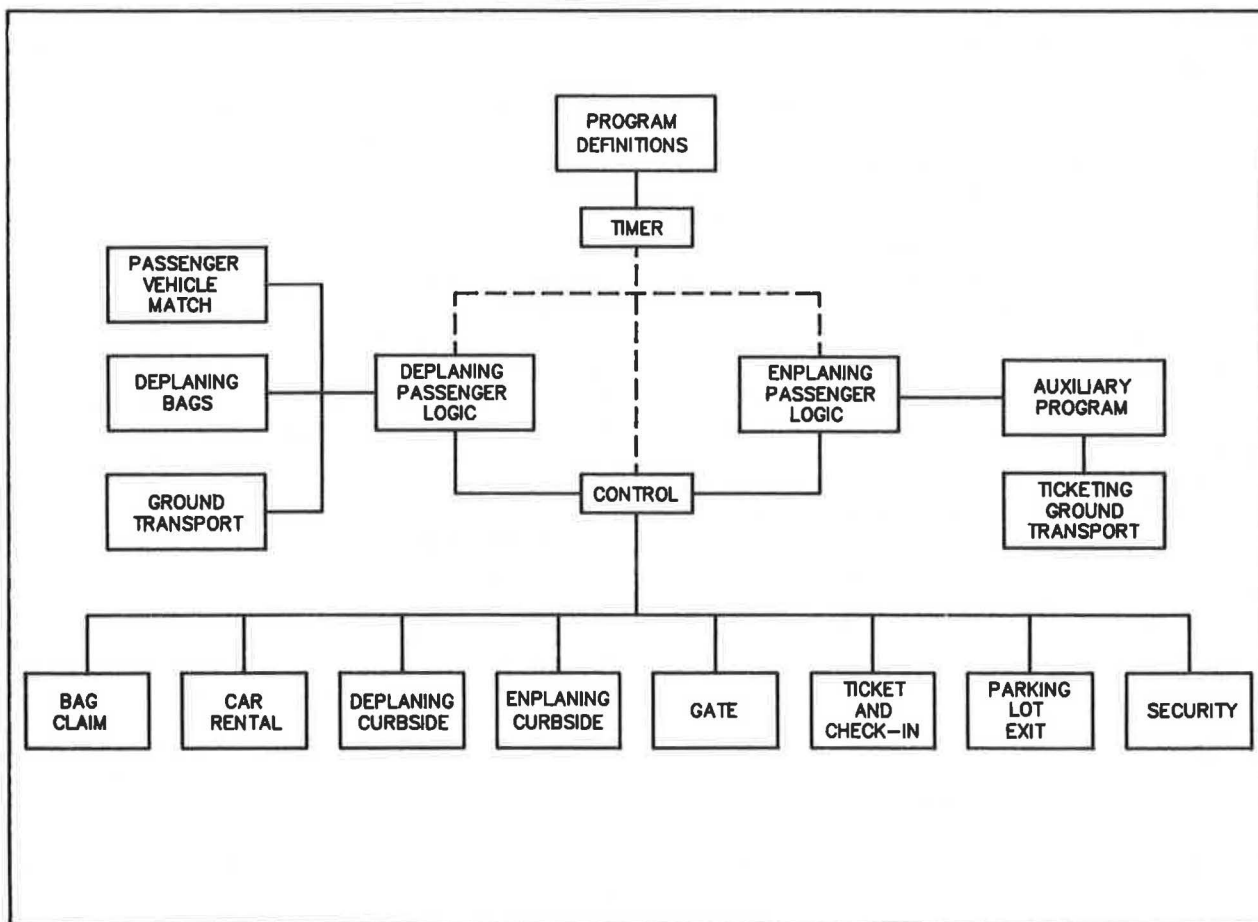 PROGRAM
DEFINITIONS
TIMER
PASSENGER
VEHICLE
MATCH
DEPLANING
BAGS
GROUND
TRANSPORT
DEPLANING
PASSENGER
LOGIC
ENPLANING
PASSENGER
LOGIC
AUXILIARY
PROGRAM
TICKETING
GROUND
TRANSPORT
CONTROL
BAG
CLAIM
CAR
RENTAL
DEPLANING
CURBSIDE
ENPLANING
CURBSIDE
GATE
TICKET
AND
CHECK-IN
PARKING
LOT
EXIT
SECURITY